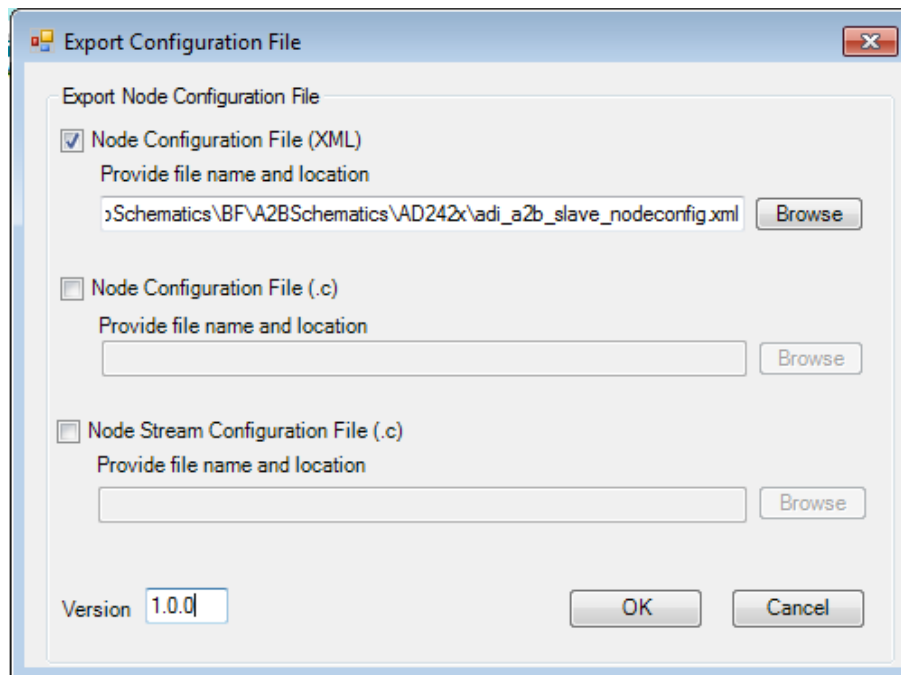 Export Configuration File
Export Node Configuration File
Node Configuration File (XML)
Provide file name and location
Schematics\BF\A2BSchematics\AD242x\adi_a2b_slave_nodeconfig.xml Browse
Node Configuration File (.c)
Provide file name and location
Browse
Node Stream Configuration File (.c)
Provide file name and location
Browse
Version 1.0.0 OK Cancel